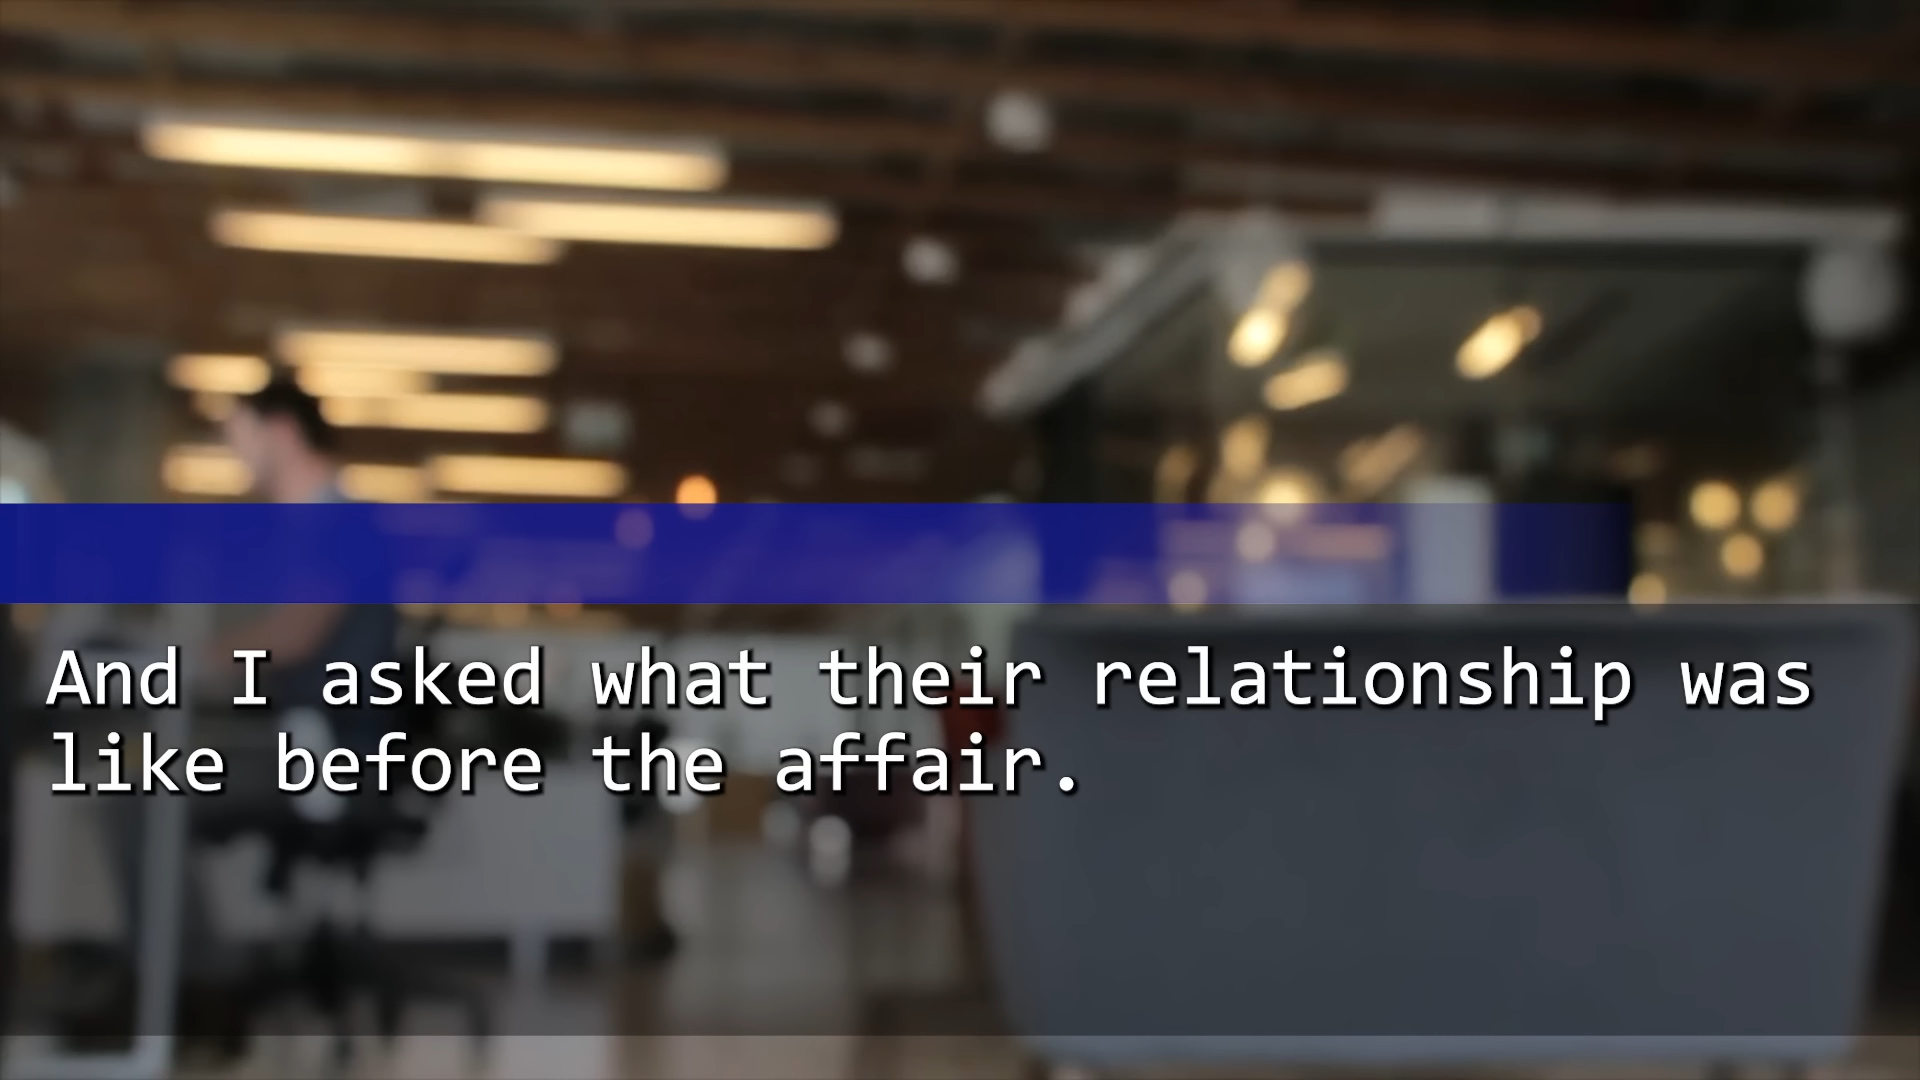 And I asked what their relationship was
like before the affair.